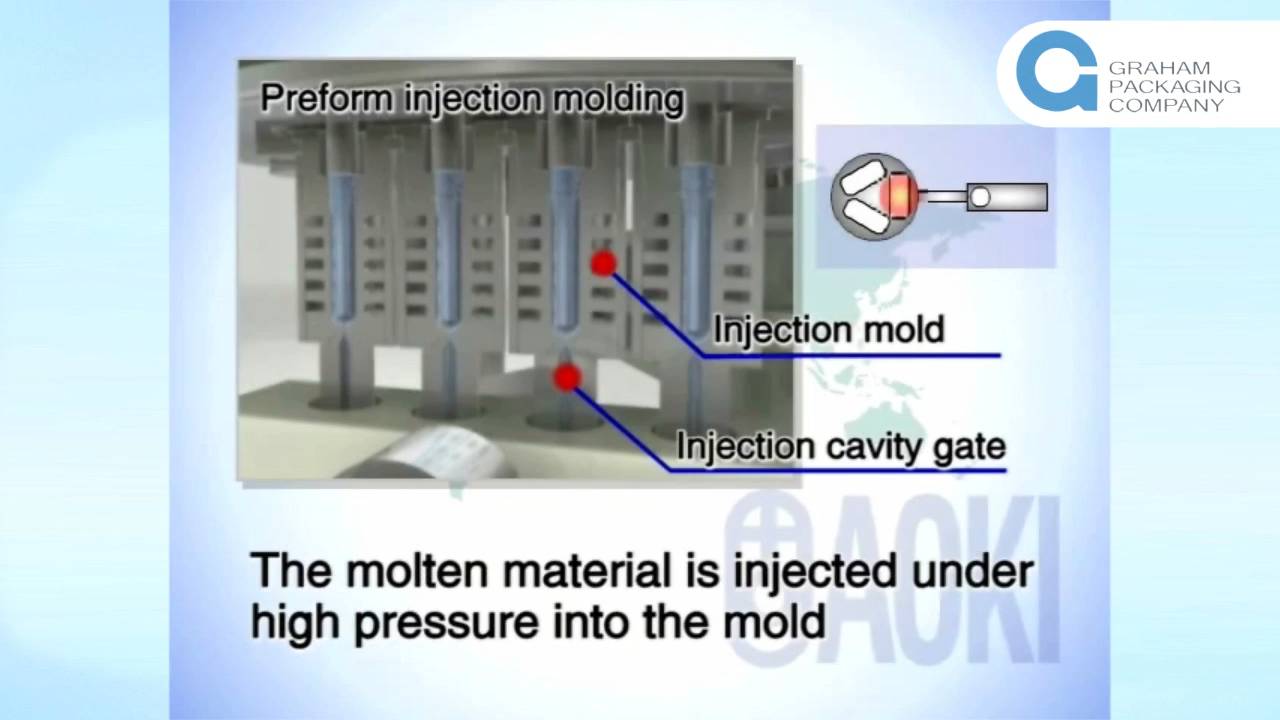 Preform injection molding
GRAHAM
PACKAGING
COMPANY
Injection mold
Injection cavity gate
AOKI
The molten material is injected under
high pressure into the mold